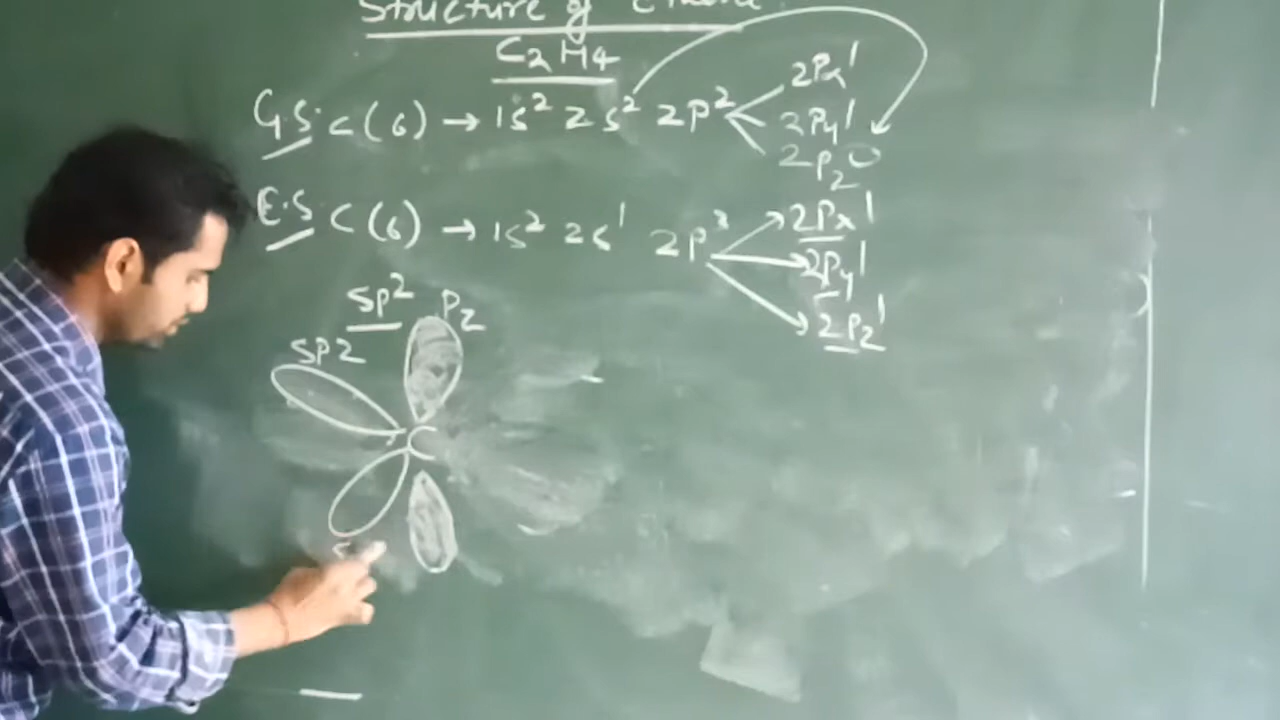 Structure of
C2H4
G.S. C(6) → 1s² 2s² 2p² 2Px¹
2Py¹
2Pz0
E.S C(6) → 1s² 2s¹ 2p³ 2Px¹
2Py¹
2Pz¹
sp² Pz
SP2
C
s